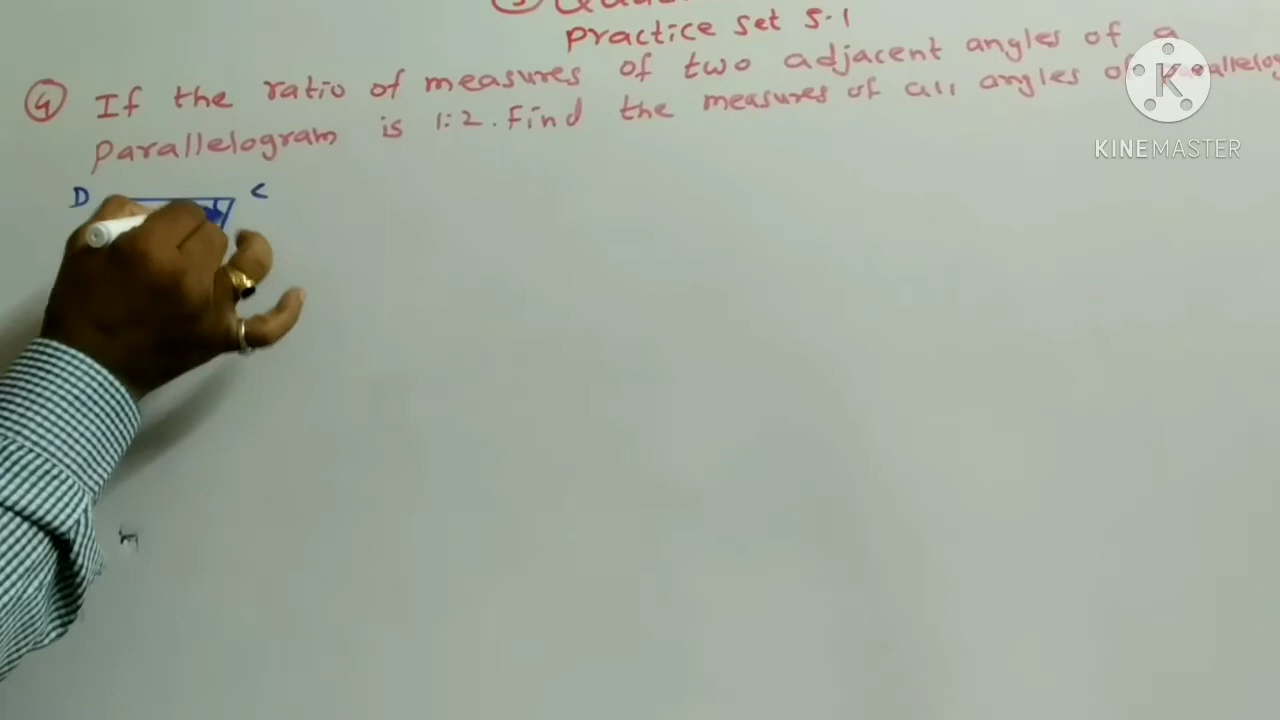 practice set 5.1
④ If the ratio of measures of two adjacent angles of a
parallelogram is 1:2. Find the measures of all angles of
D C
K
KINEMASTER